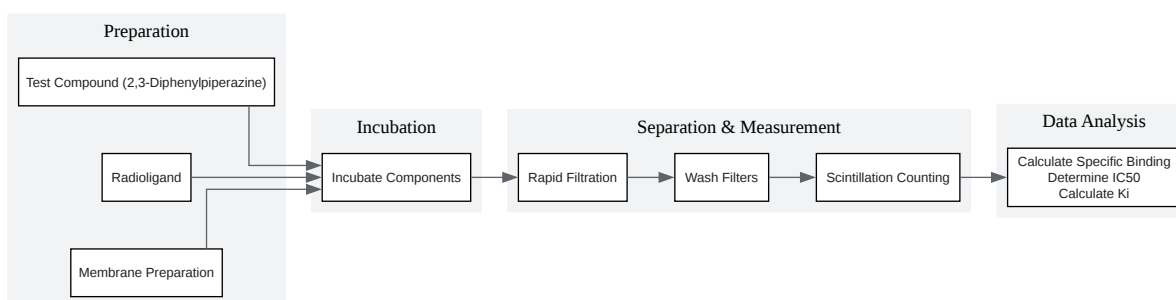 Preparation
Test Compound (2,3-Diphenylpiperazine)
Radioligand
Membrane Preparation
Incubation
Incubate Components
Separation & Measurement
Rapid Filtration
Wash Filters
Scintillation Counting
Data Analysis
Calculate Specific Binding
Determine IC50
Calculate Ki